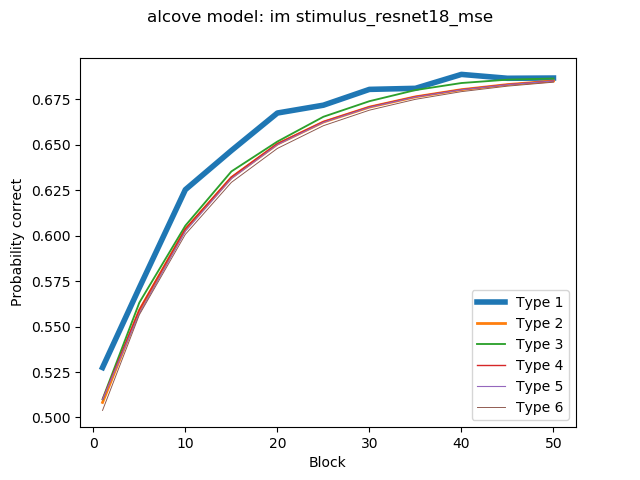 alcove model: im stimulus_resnet18_mse
Probability correct
0.675
0.650
0.625
0.600
0.575
0.550
0.525
0.500
Type 1
Type 2
Type 3
Type 4
Type 5
Type 6
0 10 20 30 40 50
Block